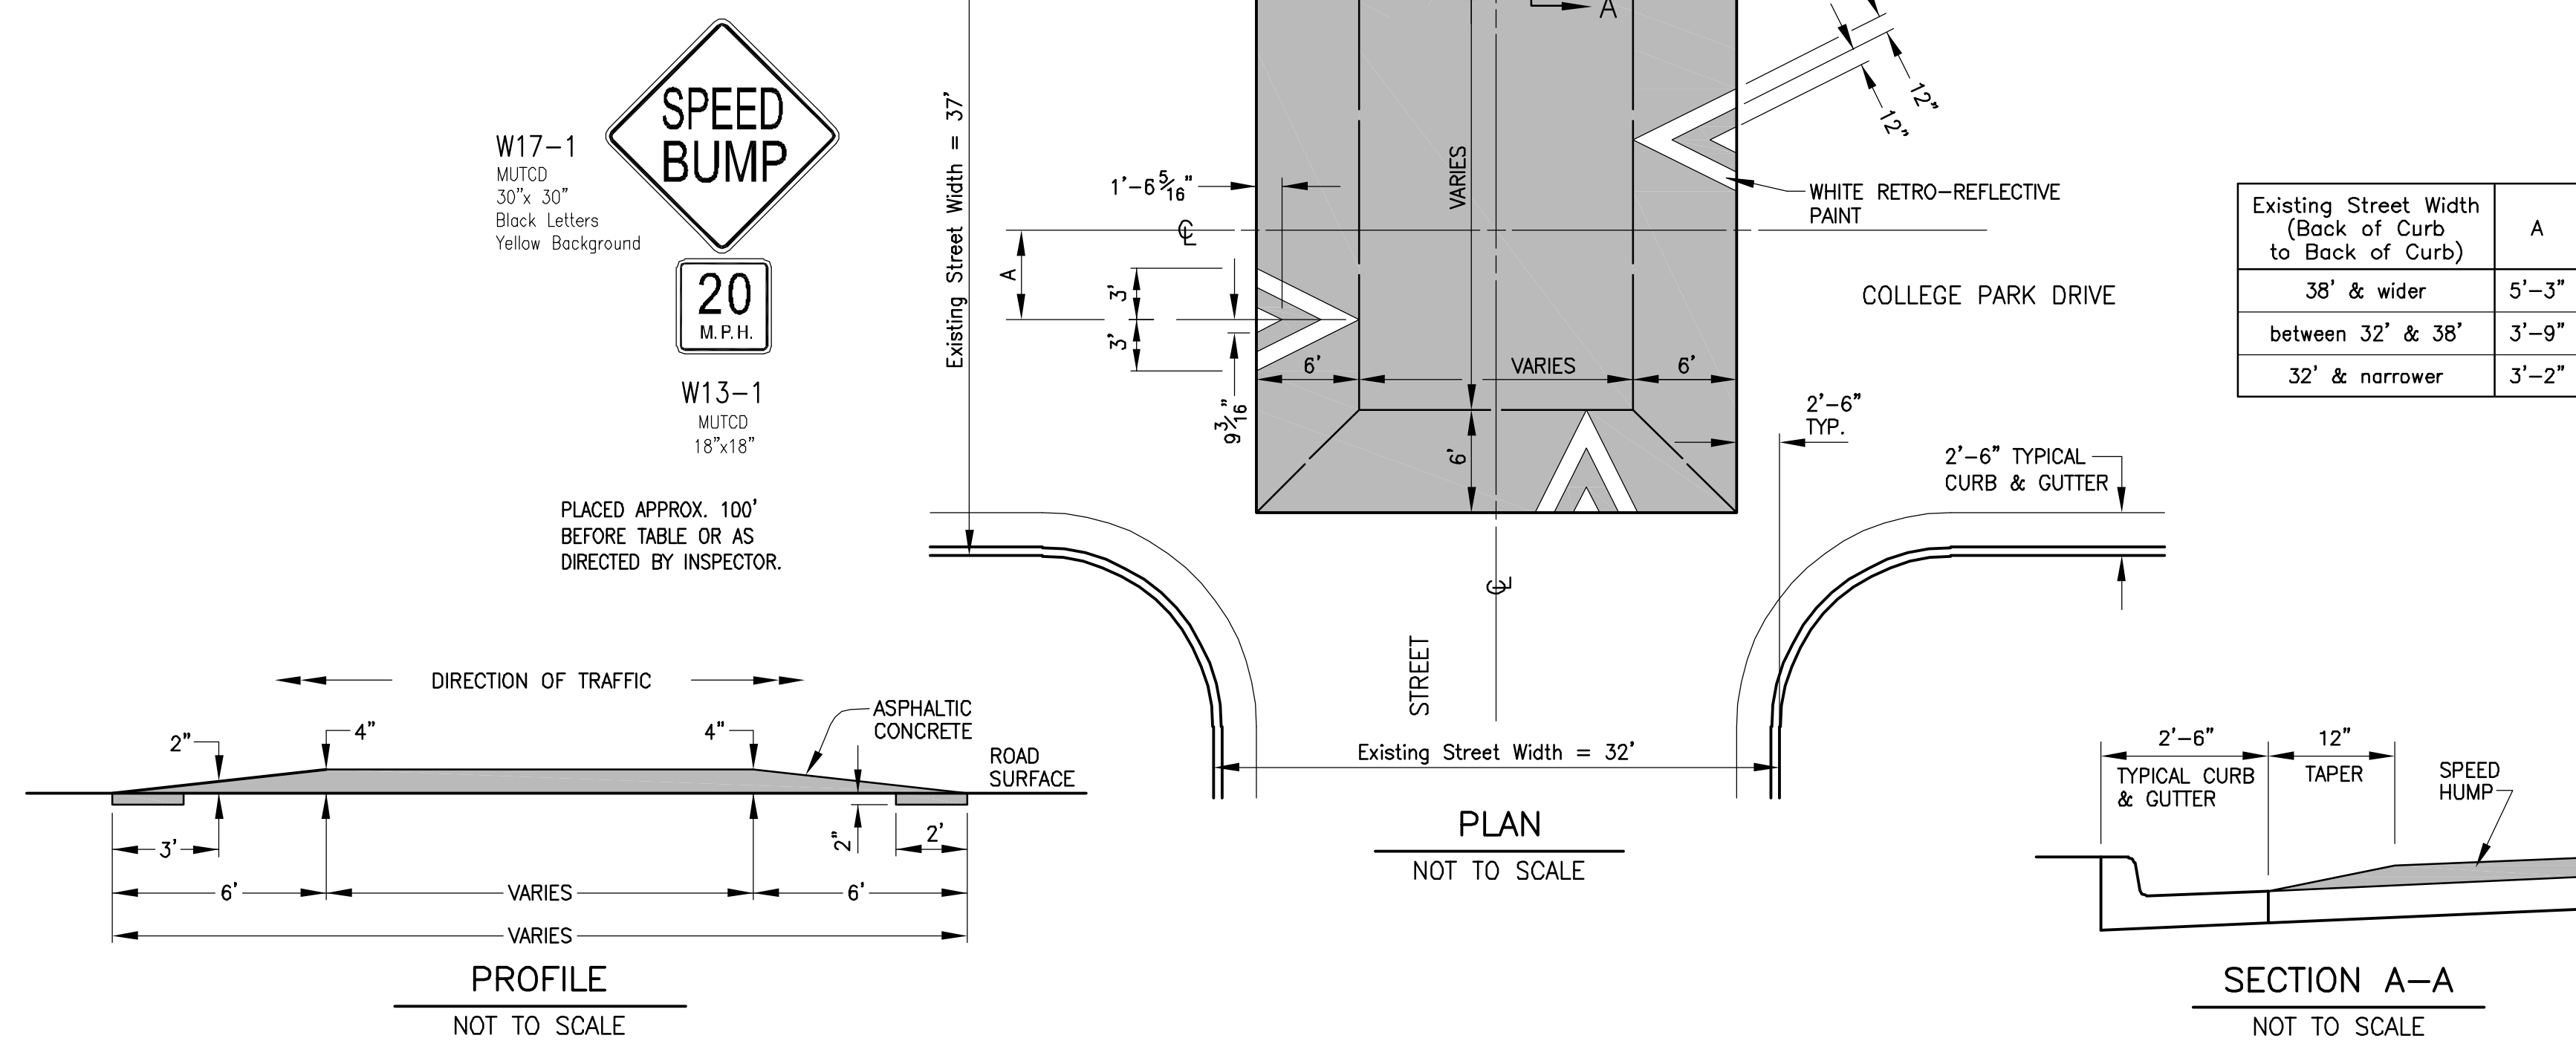 SPEED
BUMP
W17-1
MUTCD
30"x 30"
Black Letters
Yellow Background
20
M.P.H.
W13-1
MUTCD
18"x18"
PLACED APPROX. 100'
BEFORE TABLE OR AS
DIRECTED BY INSPECTOR.
Existing Street Width = 37'
A
12"
12"
VARIES
1'-6 5/16"
WHITE RETRO-REFLECTIVE
PAINT
℄
A
3'
3'
9 3/16"
6'
VARIES
6'
6'
COLLEGE PARK DRIVE
2'-6"
TYP.
2'-6" TYPICAL
CURB & GUTTER
℄
STREET
Existing Street Width = 32'
PLAN
NOT TO SCALE
Existing Street Width
(Back of Curb
to Back of Curb)
A
38' & wider
5'-3"
between 32' & 38'
3'-9"
32' & narrower
3'-2"
DIRECTION OF TRAFFIC
2"
4"
4"
ASPHALTIC
CONCRETE
ROAD
SURFACE
3'
2"
2'
6'
VARIES
6'
VARIES
PROFILE
NOT TO SCALE
2'-6"
12"
TYPICAL CURB
& GUTTER
TAPER
SPEED
HUMP
SECTION A-A
NOT TO SCALE